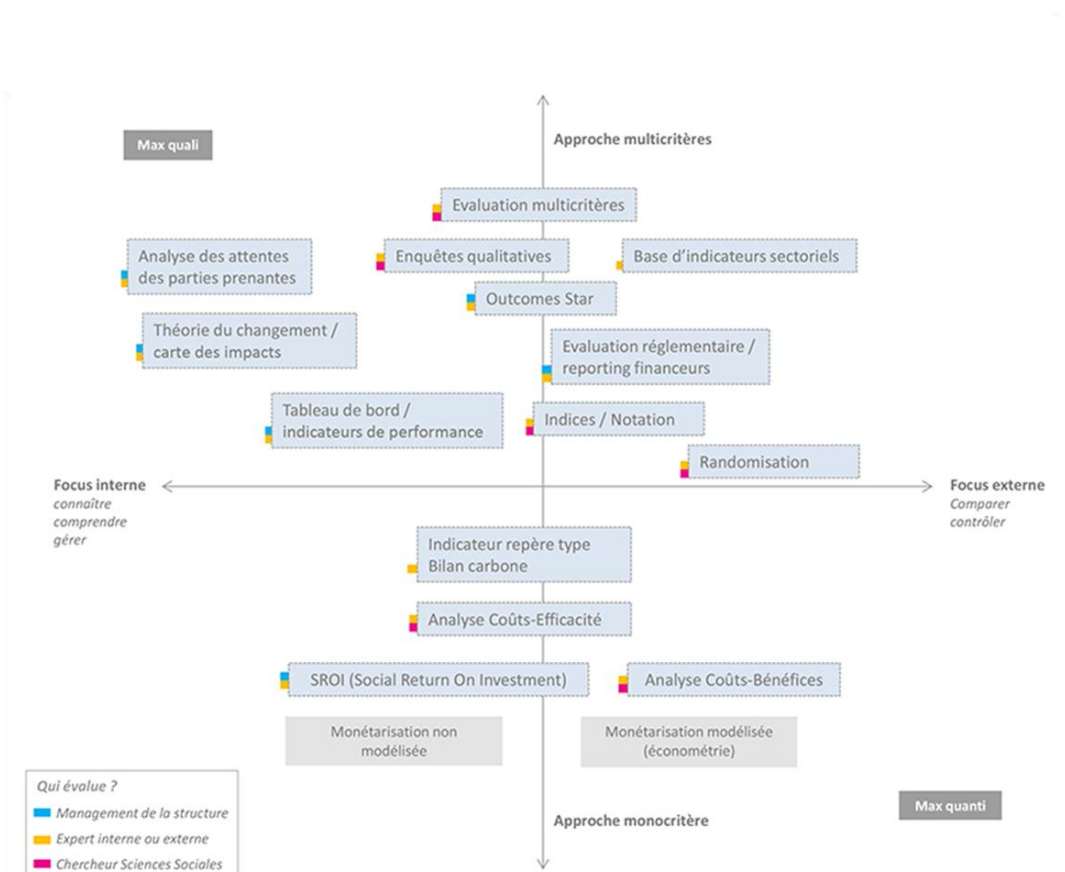 Approche multicritères
Max quali
Evaluation multicritères
Analyse des attentes
des parties prenantes
Enquêtes qualitatives
Base d'indicateurs sectoriels
Outcomes Star
Théorie du changement /
carte des impacts
Evaluation réglementaire /
reporting financeurs
Tableau de bord /
indicateurs de performance
Indices / Notation
Randomisation
Focus interne
connaître
comprendre
gérer
Focus externe
Comparer
contrôler
Indicateur repère type
Bilan carbone
Analyse Coûts-Efficacité
SROI (Social Return On Investment)
Analyse Coûts-Bénéfices
Monétarisation non
modélisée
Monétarisation modélisée
(économétrie)
Qui évalue ?
Management de la structure
Expert interne ou externe
Chercheur Sciences Sociales
Max quanti
Approche monocritère